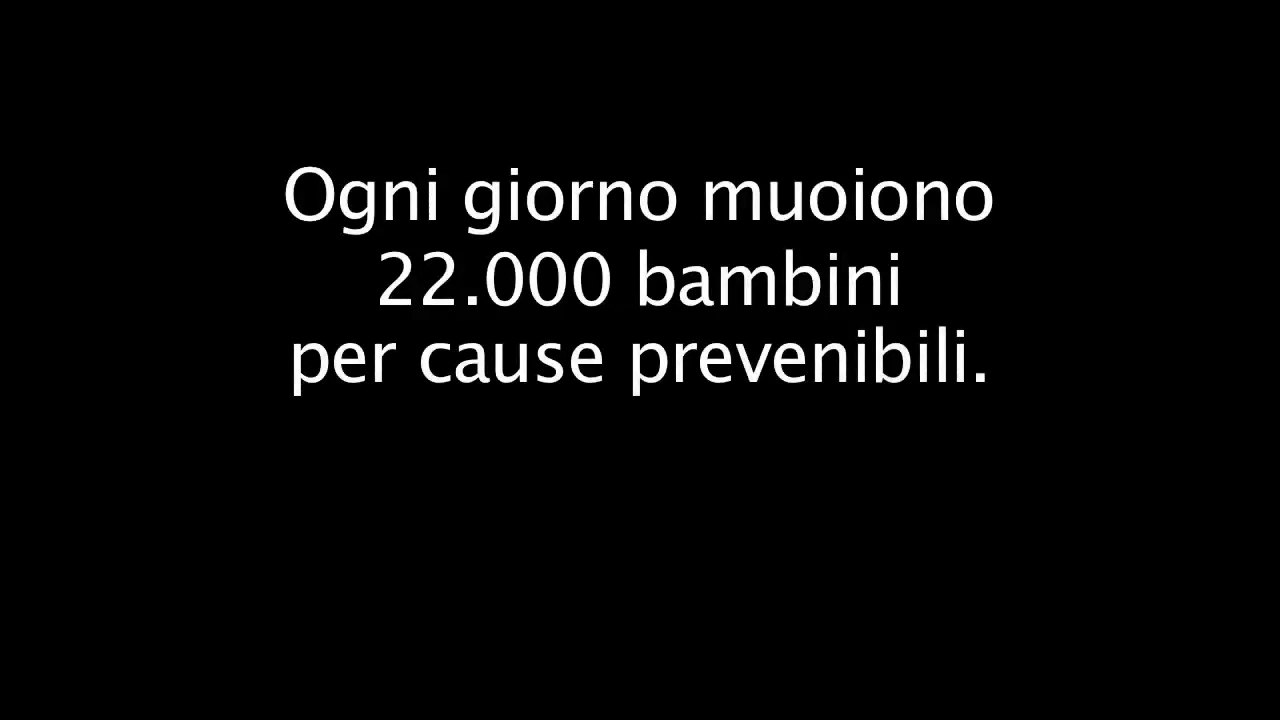 Ogni giorno muoiono
22.000 bambini
per cause prevenibili.